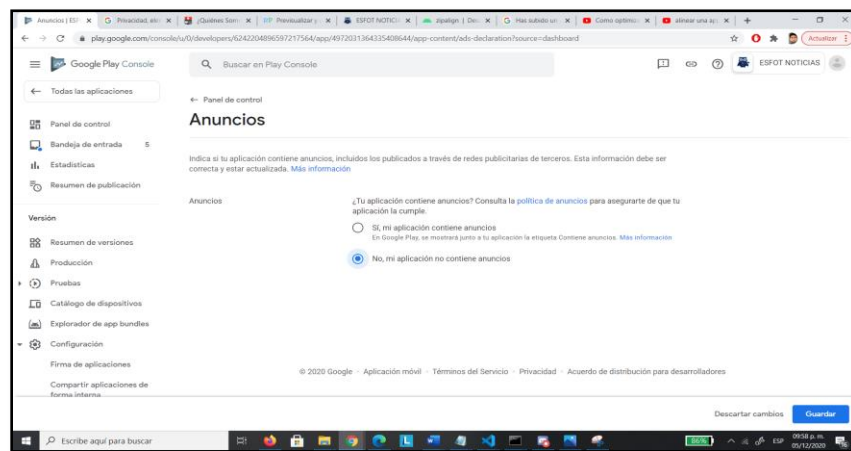 Anuncios | ESF
Privacidad, elim
¿Quiénes Som
Previsualizar y
ESFOT NOTICI
zipalign | Des
Has subido un
Como optimiz
alinear una ap
play.google.com/console/u/0/developers/6242204896597217564/app/4972031364335408644/app-content/ads-declaration?source=dashboard
Actualizar
Google Play Console
Buscar en Play Console
ESFOT NOTICIAS
Todas las aplicaciones
Panel de control
Bandeja de entrada 5
Estadísticas
Resumen de publicación
Versión
Resumen de versiones
Producción
Pruebas
Catálogo de dispositivos
Explorador de app bundles
Configuración
Firma de aplicaciones
Compartir aplicaciones de
forma interna
Panel de control
Anuncios
Indica si tu aplicación contiene anuncios, incluidos los publicados a través de redes publicitarias de terceros. Esta información debe ser
correcta y estar actualizada. Más información
Anuncios
¿Tu aplicación contiene anuncios? Consulta la política de anuncios para asegurarte de que tu
aplicación la cumple.
Sí, mi aplicación contiene anuncios
En Google Play, se mostrará junto a tu aplicación la etiqueta Contiene anuncios. Más información
No, mi aplicación no contiene anuncios
© 2020 Google · Aplicación móvil · Términos del Servicio · Privacidad · Acuerdo de distribución para desarrolladores
Descartar cambios
Guardar
Escribe aquí para buscar
86%
ESP
09:58 p. m.
05/12/2020